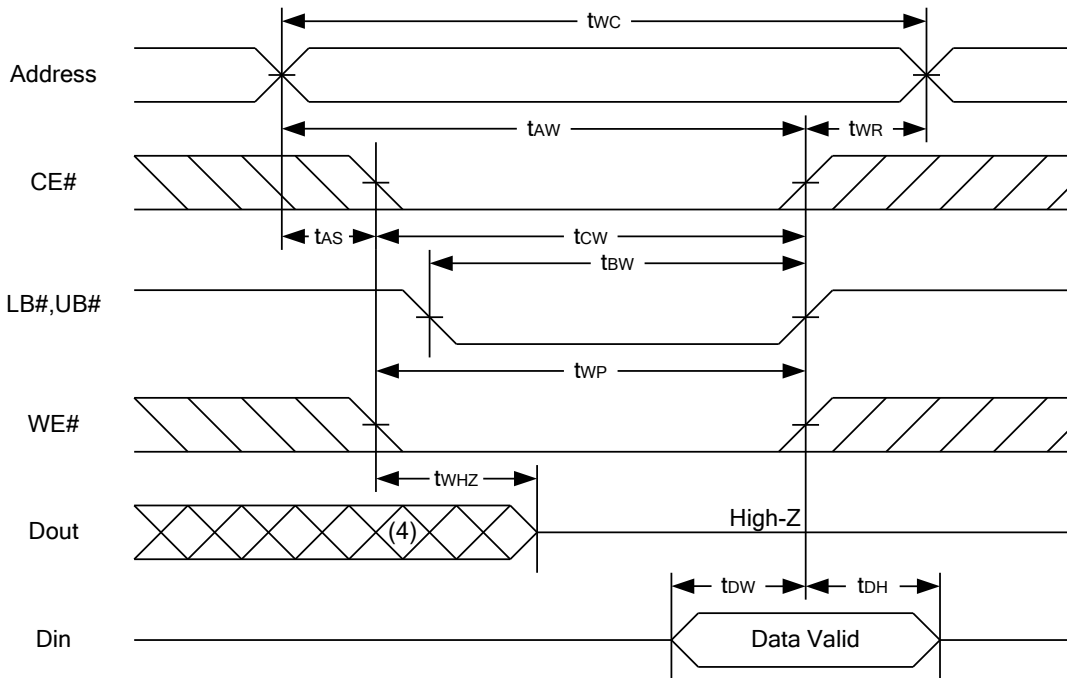 tWC
Address
tAW
tWR
CE#
tAS
tCW
tBW
LB#,UB#
tWP
WE#
tWHZ
Dout
(4)
High-Z
tDW
tDH
Din
Data Valid